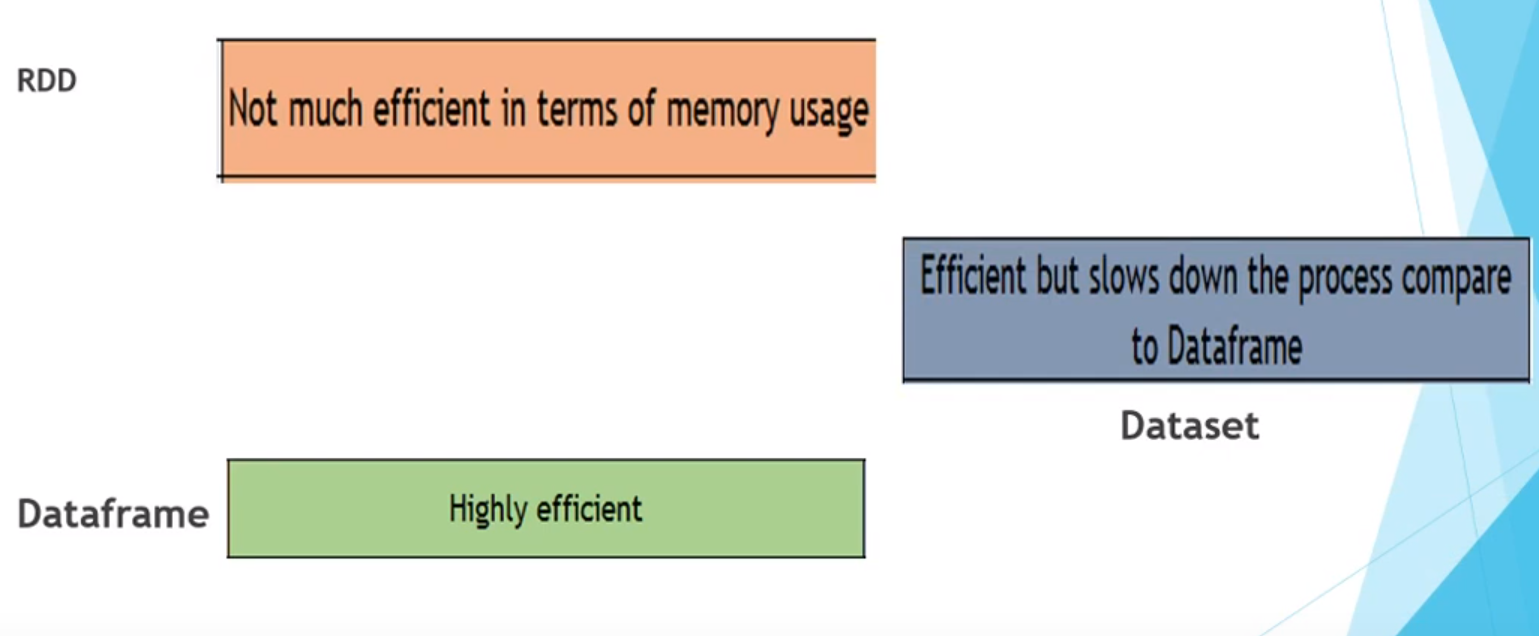 RDD
Not much efficient in terms of memory usage
Efficient but slows down the process compare
to Dataframe
Dataset
Dataframe
Highly efficient